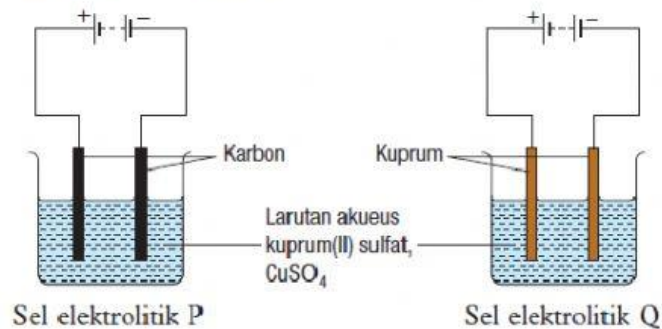 + −
+ −
Karbon
Kuprum
Larutan akueus
kuprum(II) sulfat,
CuSO₄
Sel elektrolitik P
Sel elektrolitik Q